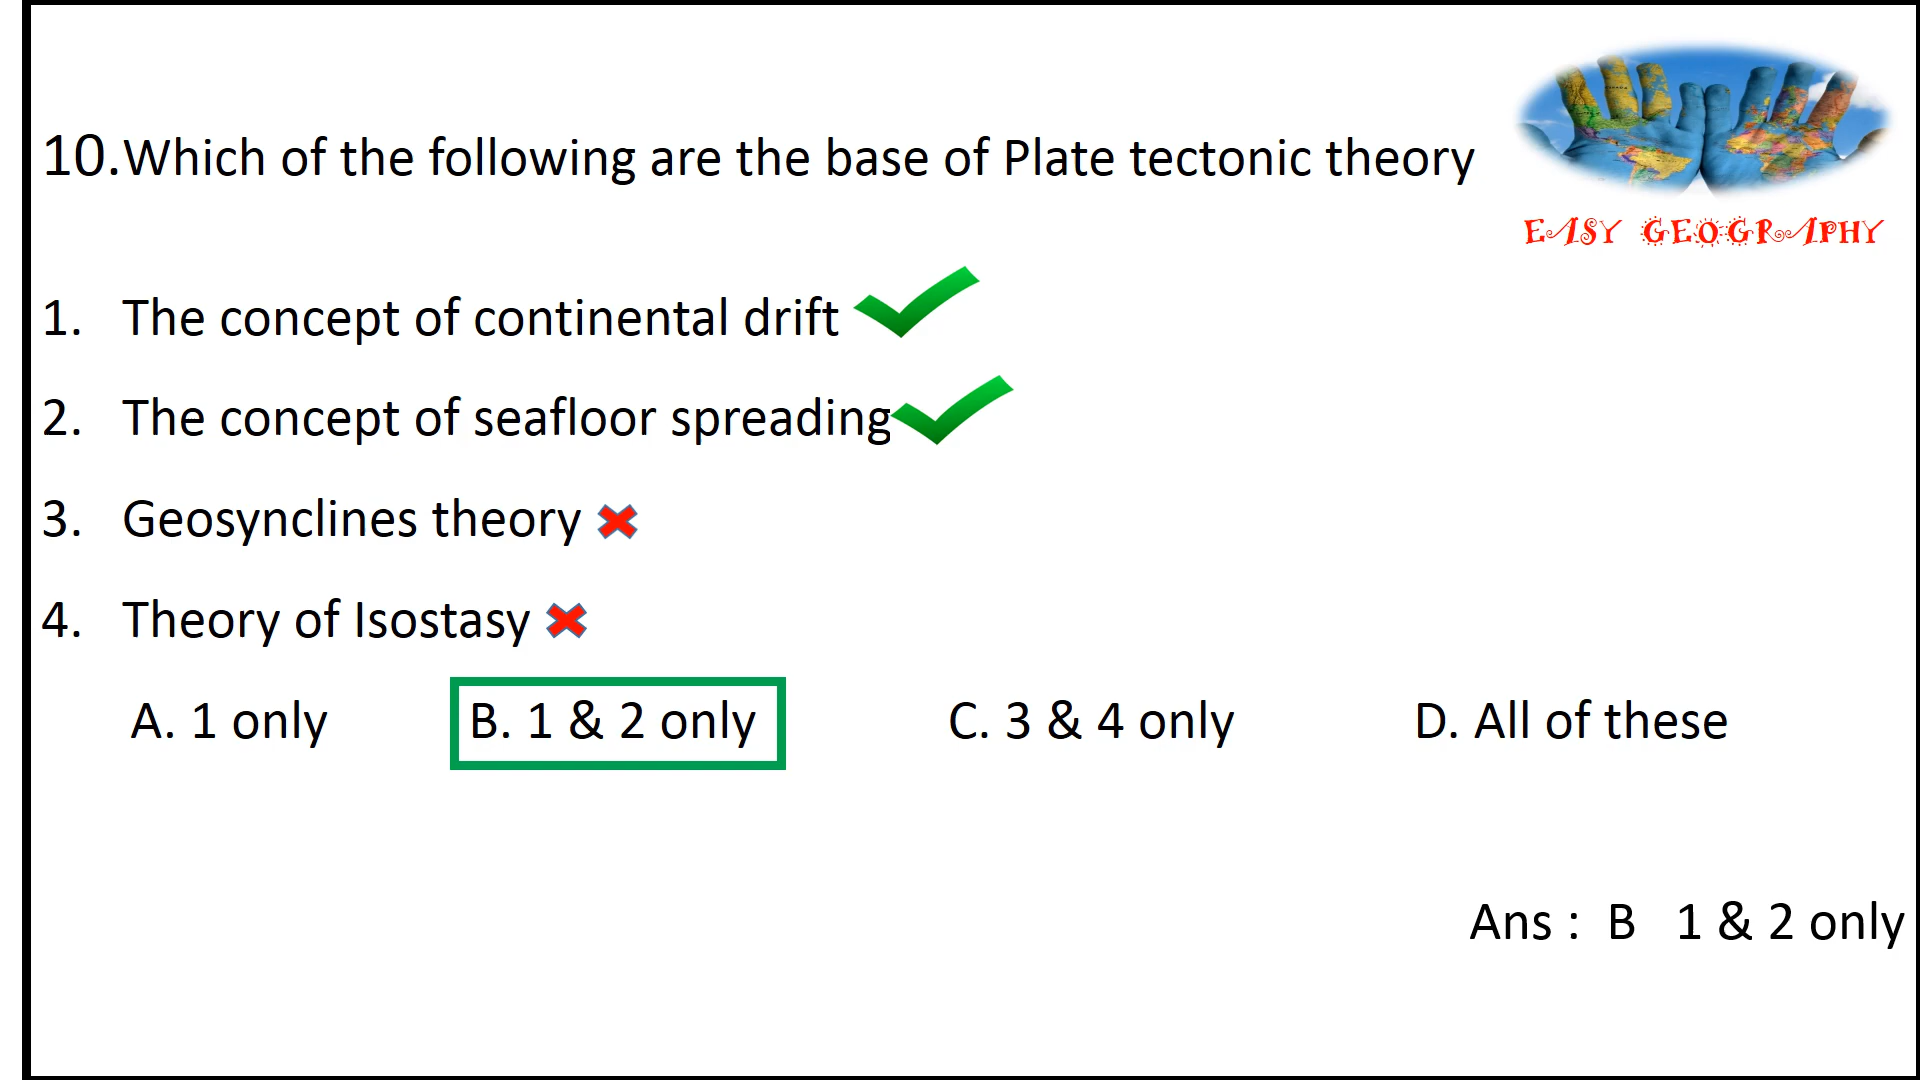 10.Which of the following are the base of Plate tectonic theory
EASY GEOGRAPHY
1. The concept of continental drift
2. The concept of seafloor spreading
3. Geosynclines theory
4. Theory of Isostasy
A. 1 only B. 1 & 2 only C. 3 & 4 only D. All of these
Ans : B 1 & 2 only